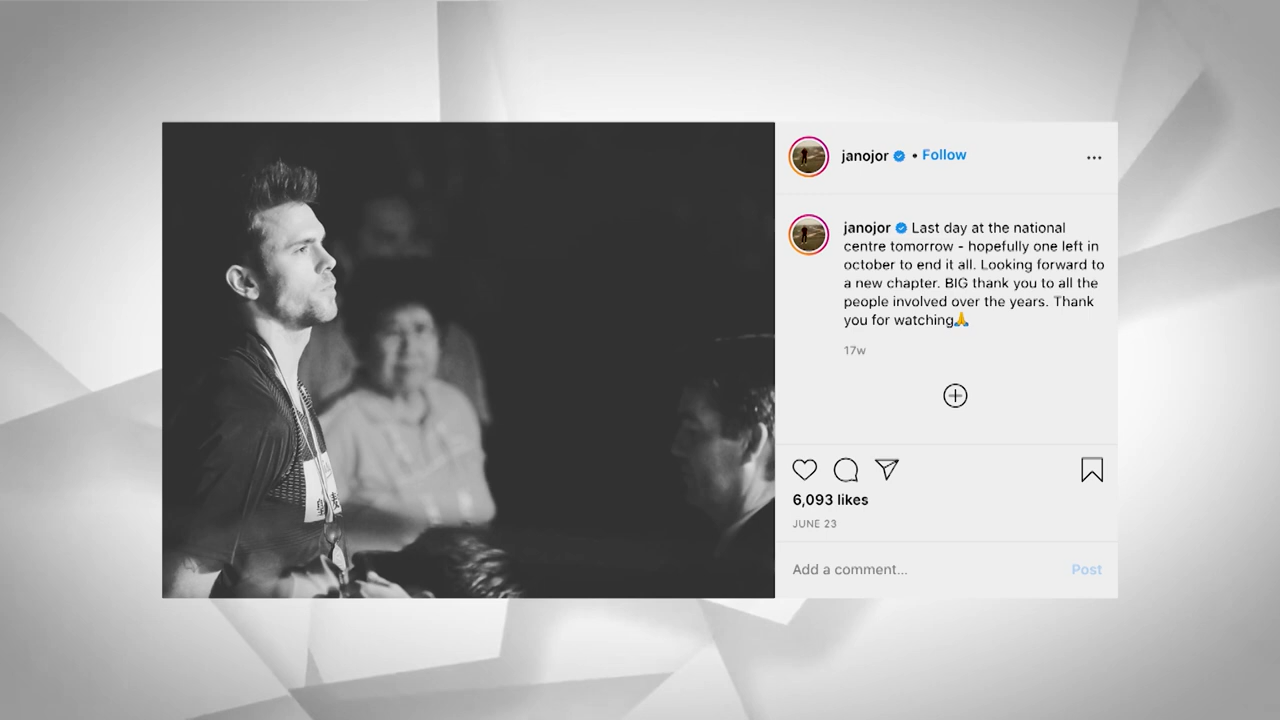 janojor • Follow
janojor Last day at the national
centre tomorrow - hopefully one left in
october to end it all. Looking forward to
a new chapter. BIG thank you to all the
people involved over the years. Thank
you for watching🙏
17w
6,093 likes
JUNE 23
Add a comment... Post